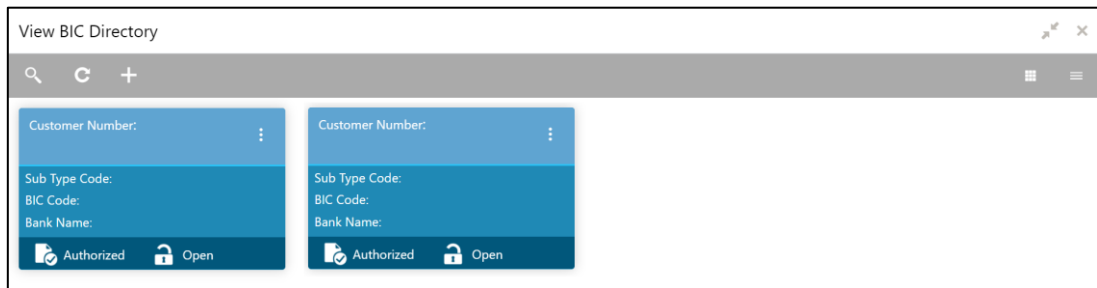 View BIC Directory
Customer Number:
Sub Type Code:
BIC Code:
Bank Name:
Authorized Open
Customer Number:
Sub Type Code:
BIC Code:
Bank Name:
Authorized Open